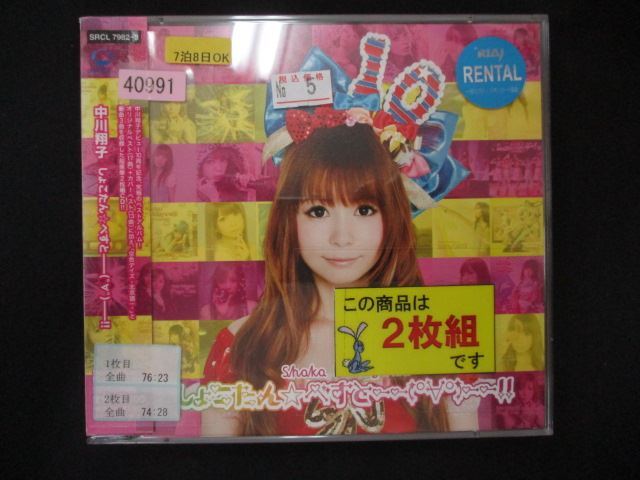 SRCL 7982~3
7泊8日OK
40991
税込価格
No 5
RIAJ
RENTAL
10
中川翔子 しょこたん☆べすと――(°∀°)――!!
この商品は
2枚組
です
Shoko
しょこたん☆べすと――(°∀°)――!!
1枚目
全曲 76:23
2枚目
全曲 74:28